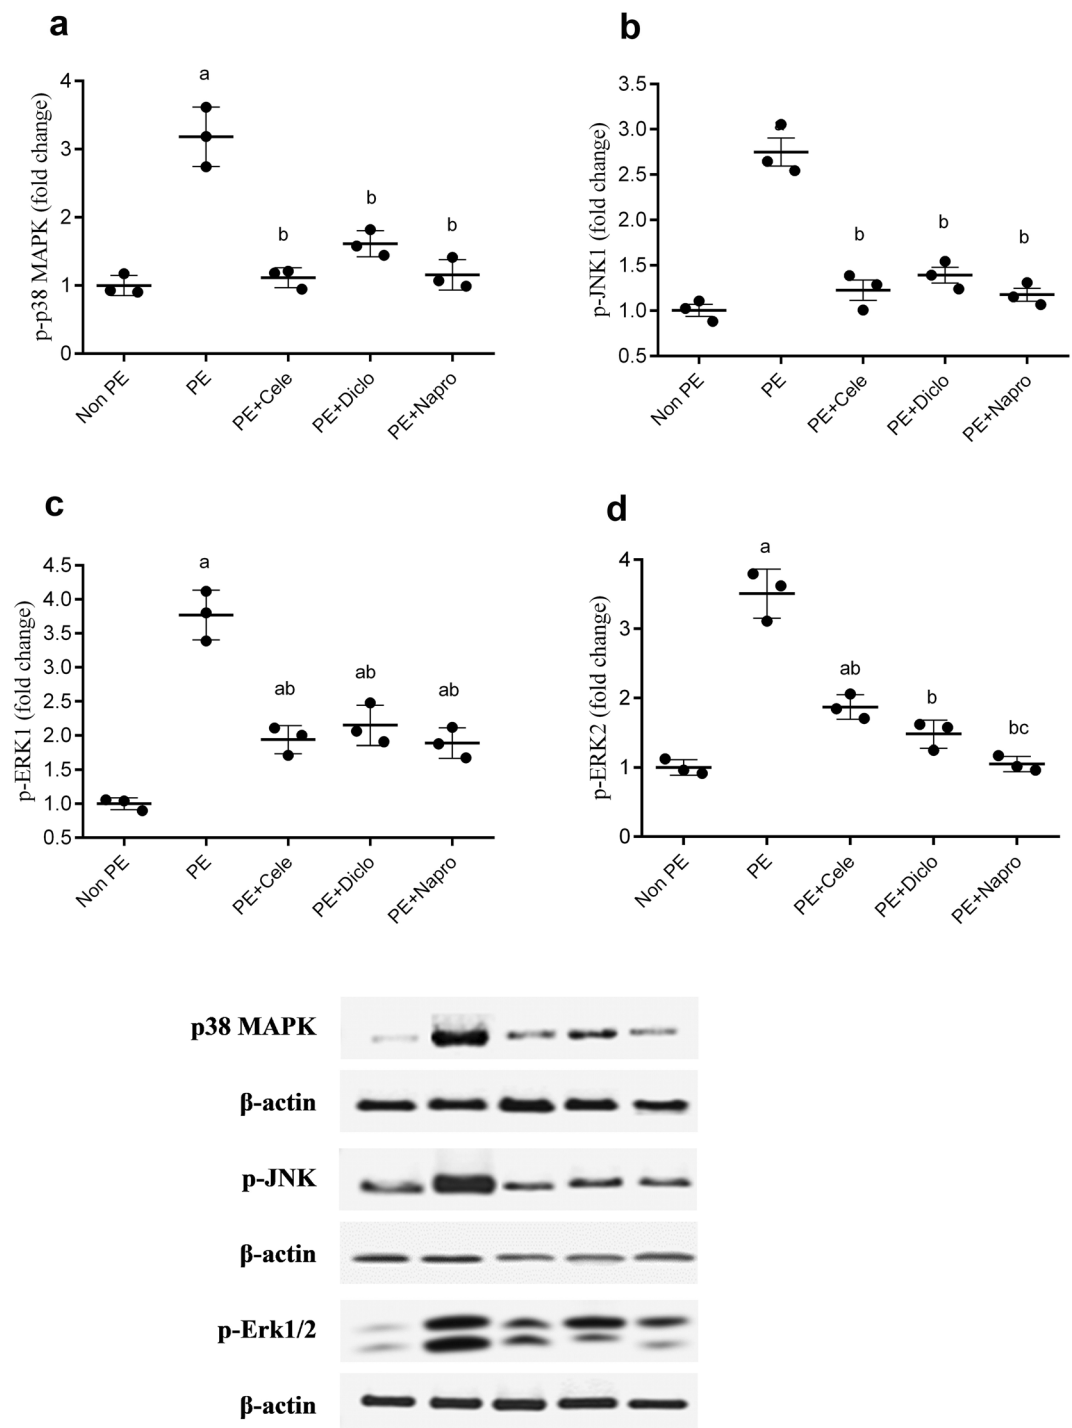 a
p-p38 MAPK (fold change)
4
3
2
1
0
a
b
b
b
Non PE
PE
PE+Cele
PE+Diclo
PE+Napro
b
p-JNK1 (fold change)
3.5
3.0
2.5
2.0
1.5
1.0
0.5
b
b
b
Non PE
PE
PE+Cele
PE+Diclo
PE+Napro
c
p-ERK1 (fold change)
4.5
4.0
3.5
3.0
2.5
2.0
1.5
1.0
0.5
a
ab
ab
ab
Non PE
PE
PE+Cele
PE+Diclo
PE+Napro
d
p-ERK2 (fold change)
4
3
2
1
0
a
ab
b
bc
Non PE
PE
PE+Cele
PE+Diclo
PE+Napro
p38 MAPK
β-actin
p-JNK
β-actin
p-Erk1/2
β-actin